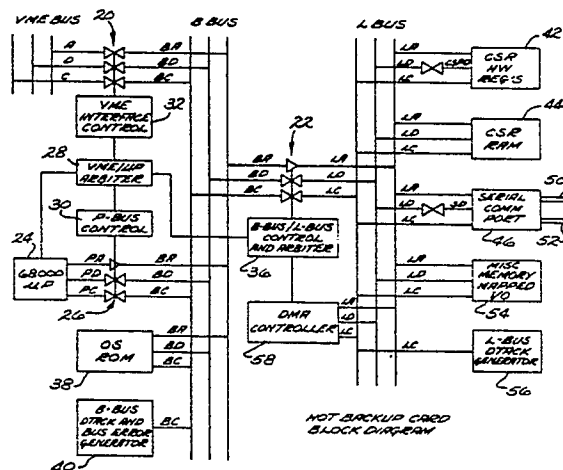 VME BUS
20
B BUS
L BUS
A
BA
D
BD
C
BC
VME
INTERFACE
CONTROL
32
28
VME/µP
ARBITER
30
P-BUS
CONTROL
24
68000
µP
PA
BA
PD
BD
PC
BC
26
OS
ROM
38
BA
BD
BC
B-BUS
DTACK AND
BUS ERROR
GENERATOR
40
BC
22
BA
LA
BD
LD
BC
LC
B-BUS/L-BUS
CONTROL
AND ARBITER
36
DMA
CONTROLLER
58
LA
LD
LC
LA
LD
CSRD
LC
CSR
HW
REG'S
42
LA
LD
LC
CSR
RAM
44
LA
LD
SD
LC
SERIAL
COMM
PORT
46
50
52
LA
LD
LC
MISC
MEMORY
MAPPED
I/O
54
LC
L-BUS
DTACK
GENERATOR
56
HOT BACKUP CARD
BLOCK DIAGRAM